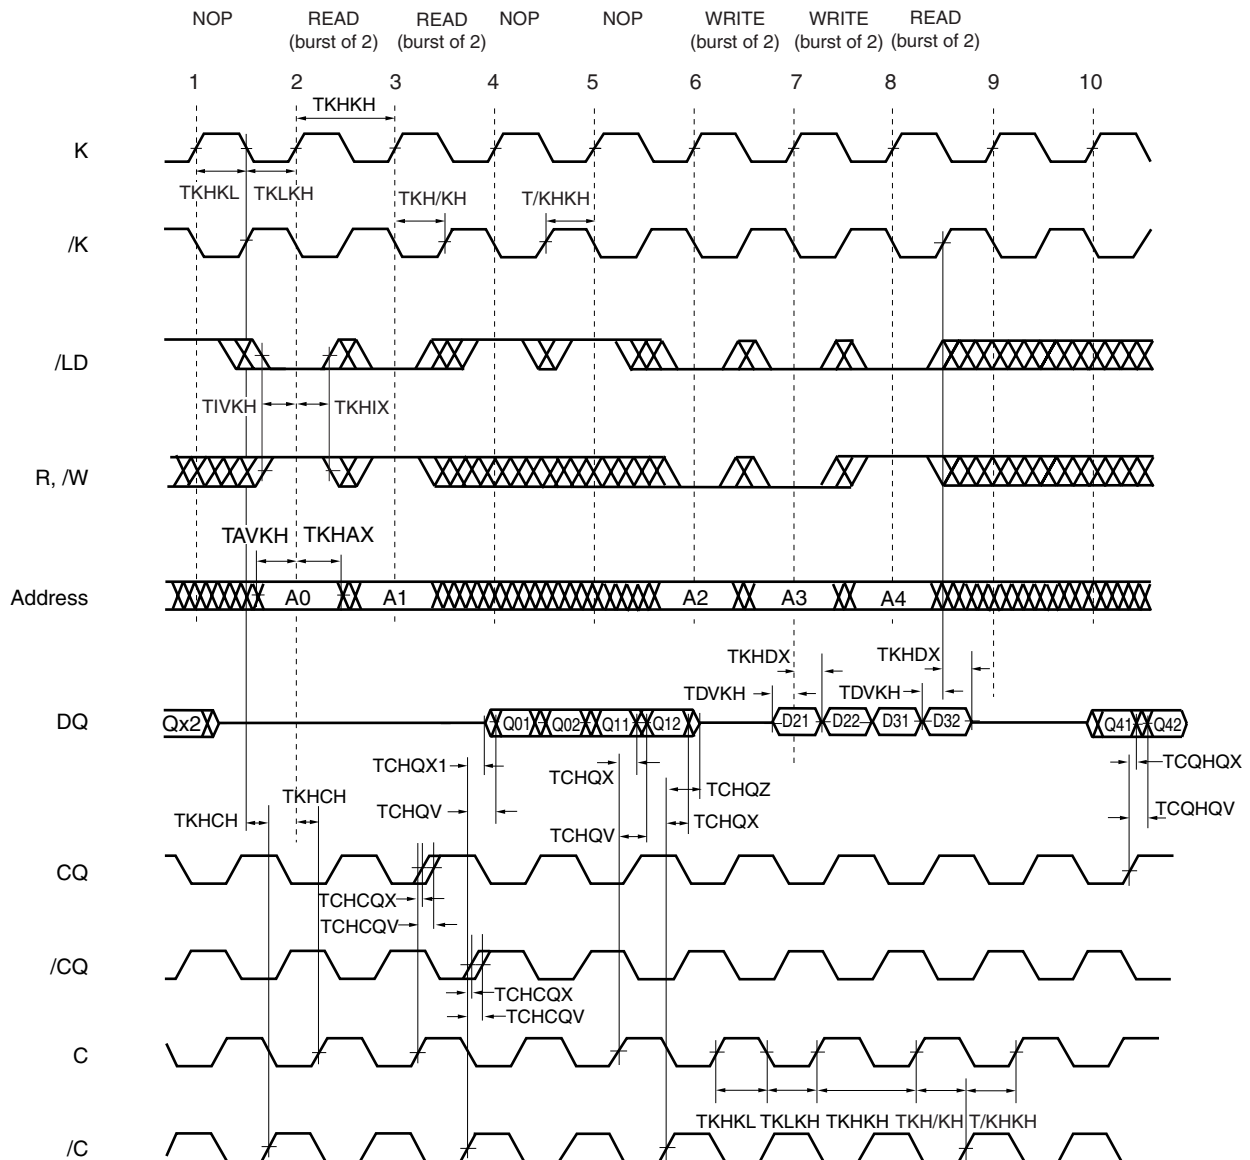 NOP READ READ NOP NOP WRITE WRITE READ
(burst of 2) (burst of 2) (burst of 2) (burst of 2) (burst of 2)
1 2 3 4 5 6 7 8 9 10
TKHKH
K
TKHKL TKLKH TKH/KH T/KHKH
/K
/LD
TIVKH TKHIX
R, /W
TAVKH TKHAX
Address A0 A1 A2 A3 A4
TKHDX TKHDX
TDVKH TDVKH
DQ Qx2 Q01 Q02 Q11 Q12 D21 D22 D31 D32 Q41 Q42
TCHQX1 TCHQX TCHQZ TCQHQX
TKHCH TCHQV TCQHQV
TKHCH TCHQV TCHQX
CQ
TCHCQX
TCHCQV
/CQ
TCHCQX
TCHCQV
C
TKHKL TKLKH TKHKH TKH/KH T/KHKH
/C